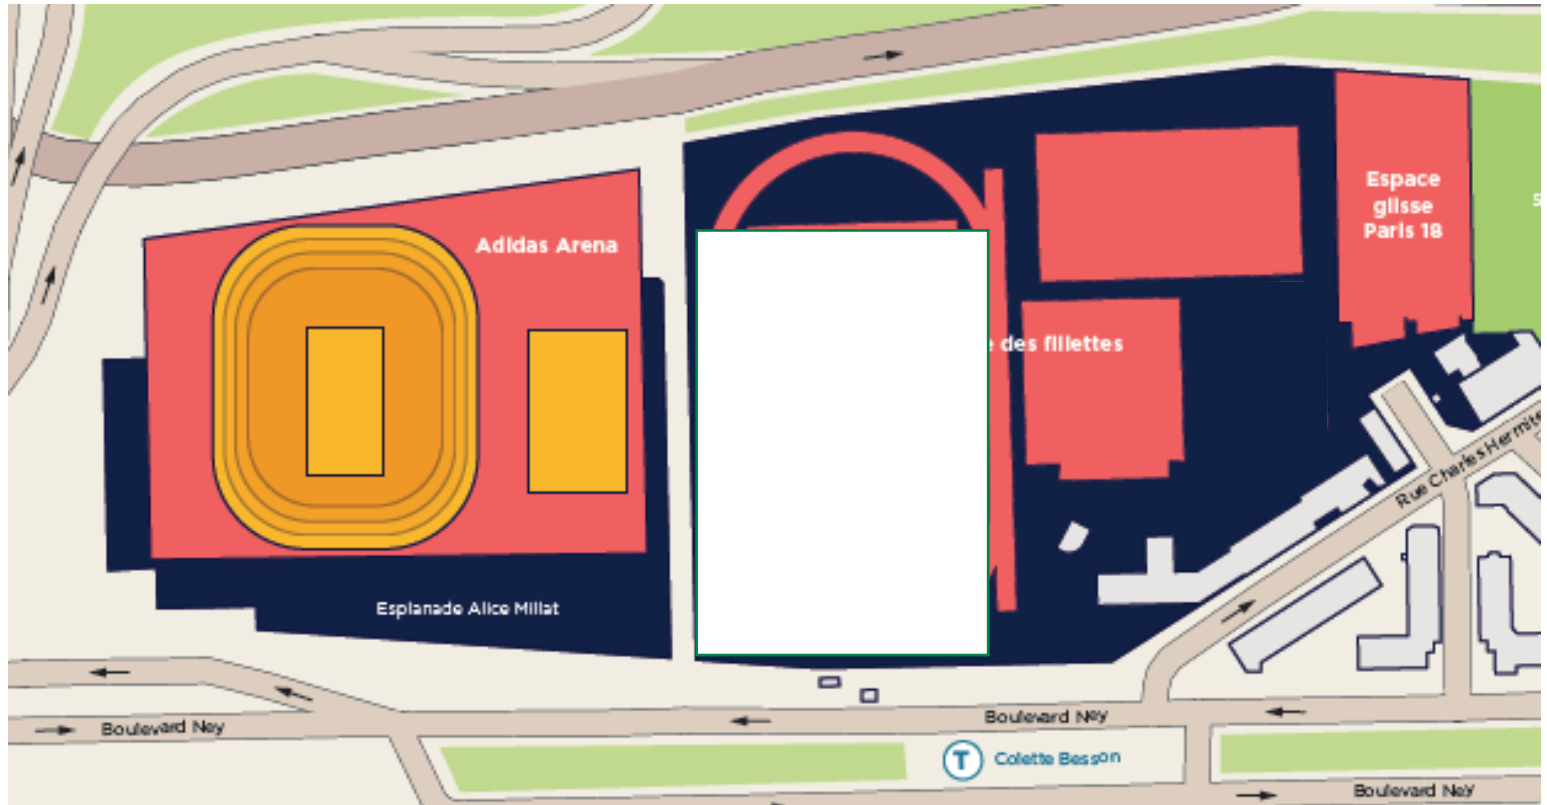 Adidas Arena
Espace
glisse
Paris 18
des fillettes
Esplanade Alice Millat
Rue Charles Hermite
Boulevard Ney
Boulevard Ney
T Colette Besson
Boulevard Ney